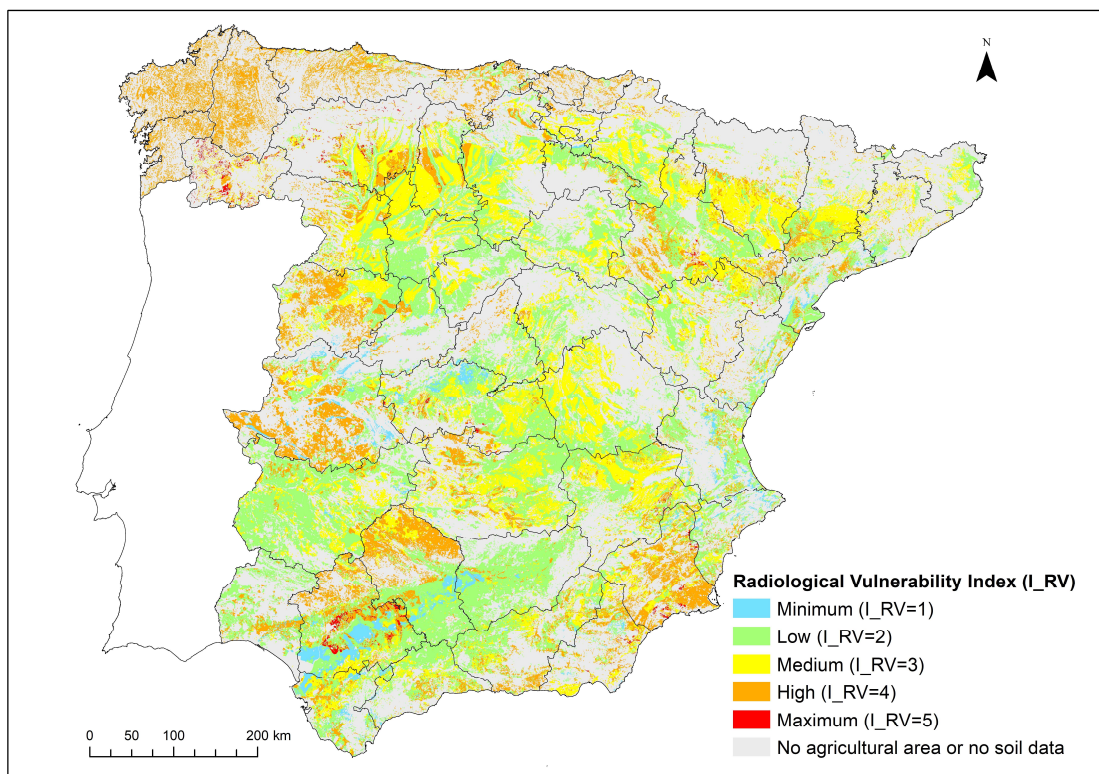 N
Radiological Vulnerability Index (I_RV)
Minimum (I_RV=1)
Low (I_RV=2)
Medium (I_RV=3)
High (I_RV=4)
Maximum (I_RV=5)
No agricultural area or no soil data
0 50 100 200 km